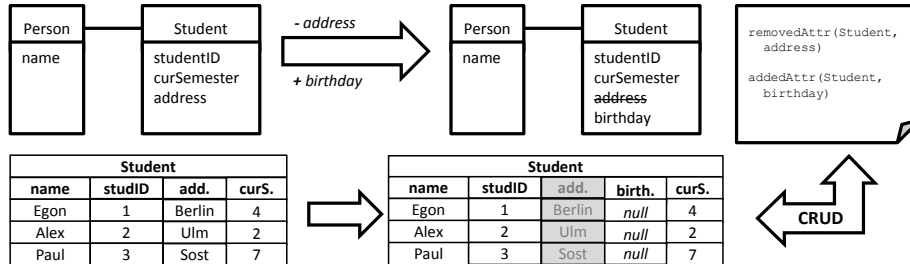 Person
Student
name
studentID
curSemester
address
- address
+ birthday
Person
Student
name
studentID
curSemester
address
birthday
removedAttr(Student,
address)
addedAttr(Student,
birthday)
Student
name studID add. curS.
Egon 1 Berlin 4
Alex 2 Ulm 2
Paul 3 Sost 7
Student
name studID add. birth. curS.
Egon 1 Berlin null 4
Alex 2 Ulm null 2
Paul 3 Sost null 7
CRUD